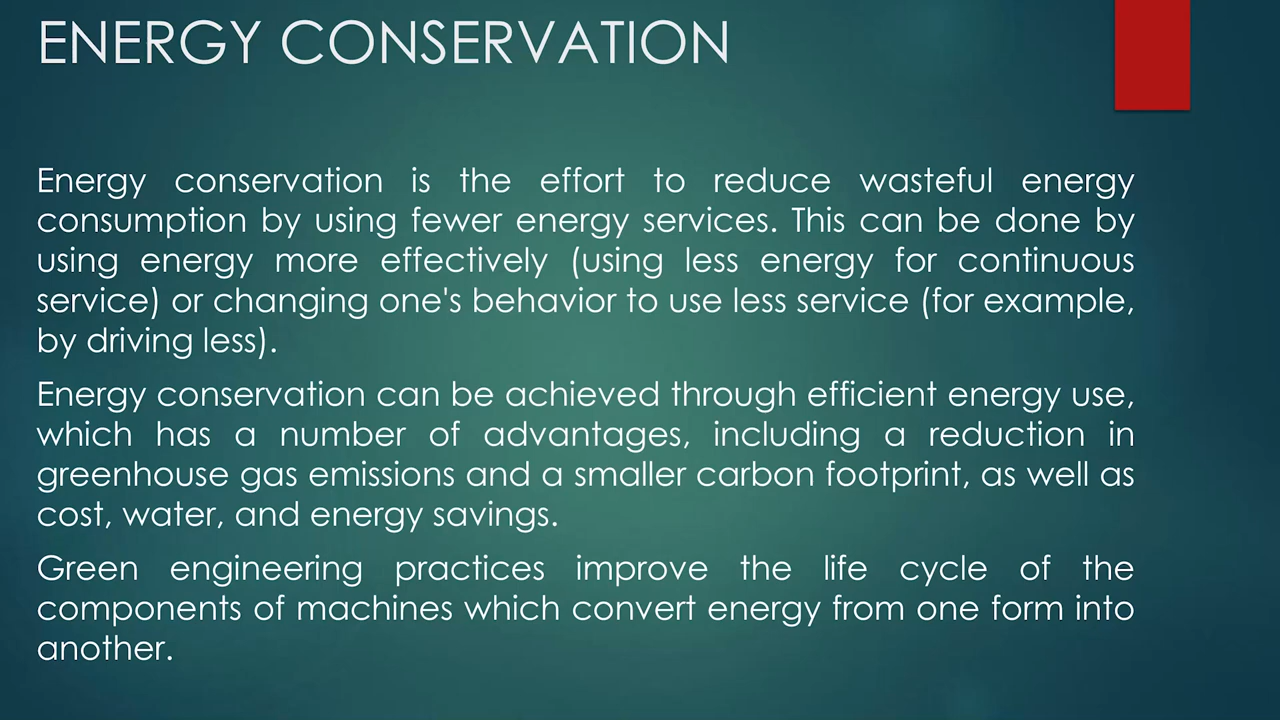 ENERGY CONSERVATION
Energy conservation is the effort to reduce wasteful energy
consumption by using fewer energy services. This can be done by
using energy more effectively (using less energy for continuous
service) or changing one's behavior to use less service (for example,
by driving less).
Energy conservation can be achieved through efficient energy use,
which has a number of advantages, including a reduction in
greenhouse gas emissions and a smaller carbon footprint, as well as
cost, water, and energy savings.
Green engineering practices improve the life cycle of the
components of machines which convert energy from one form into
another.